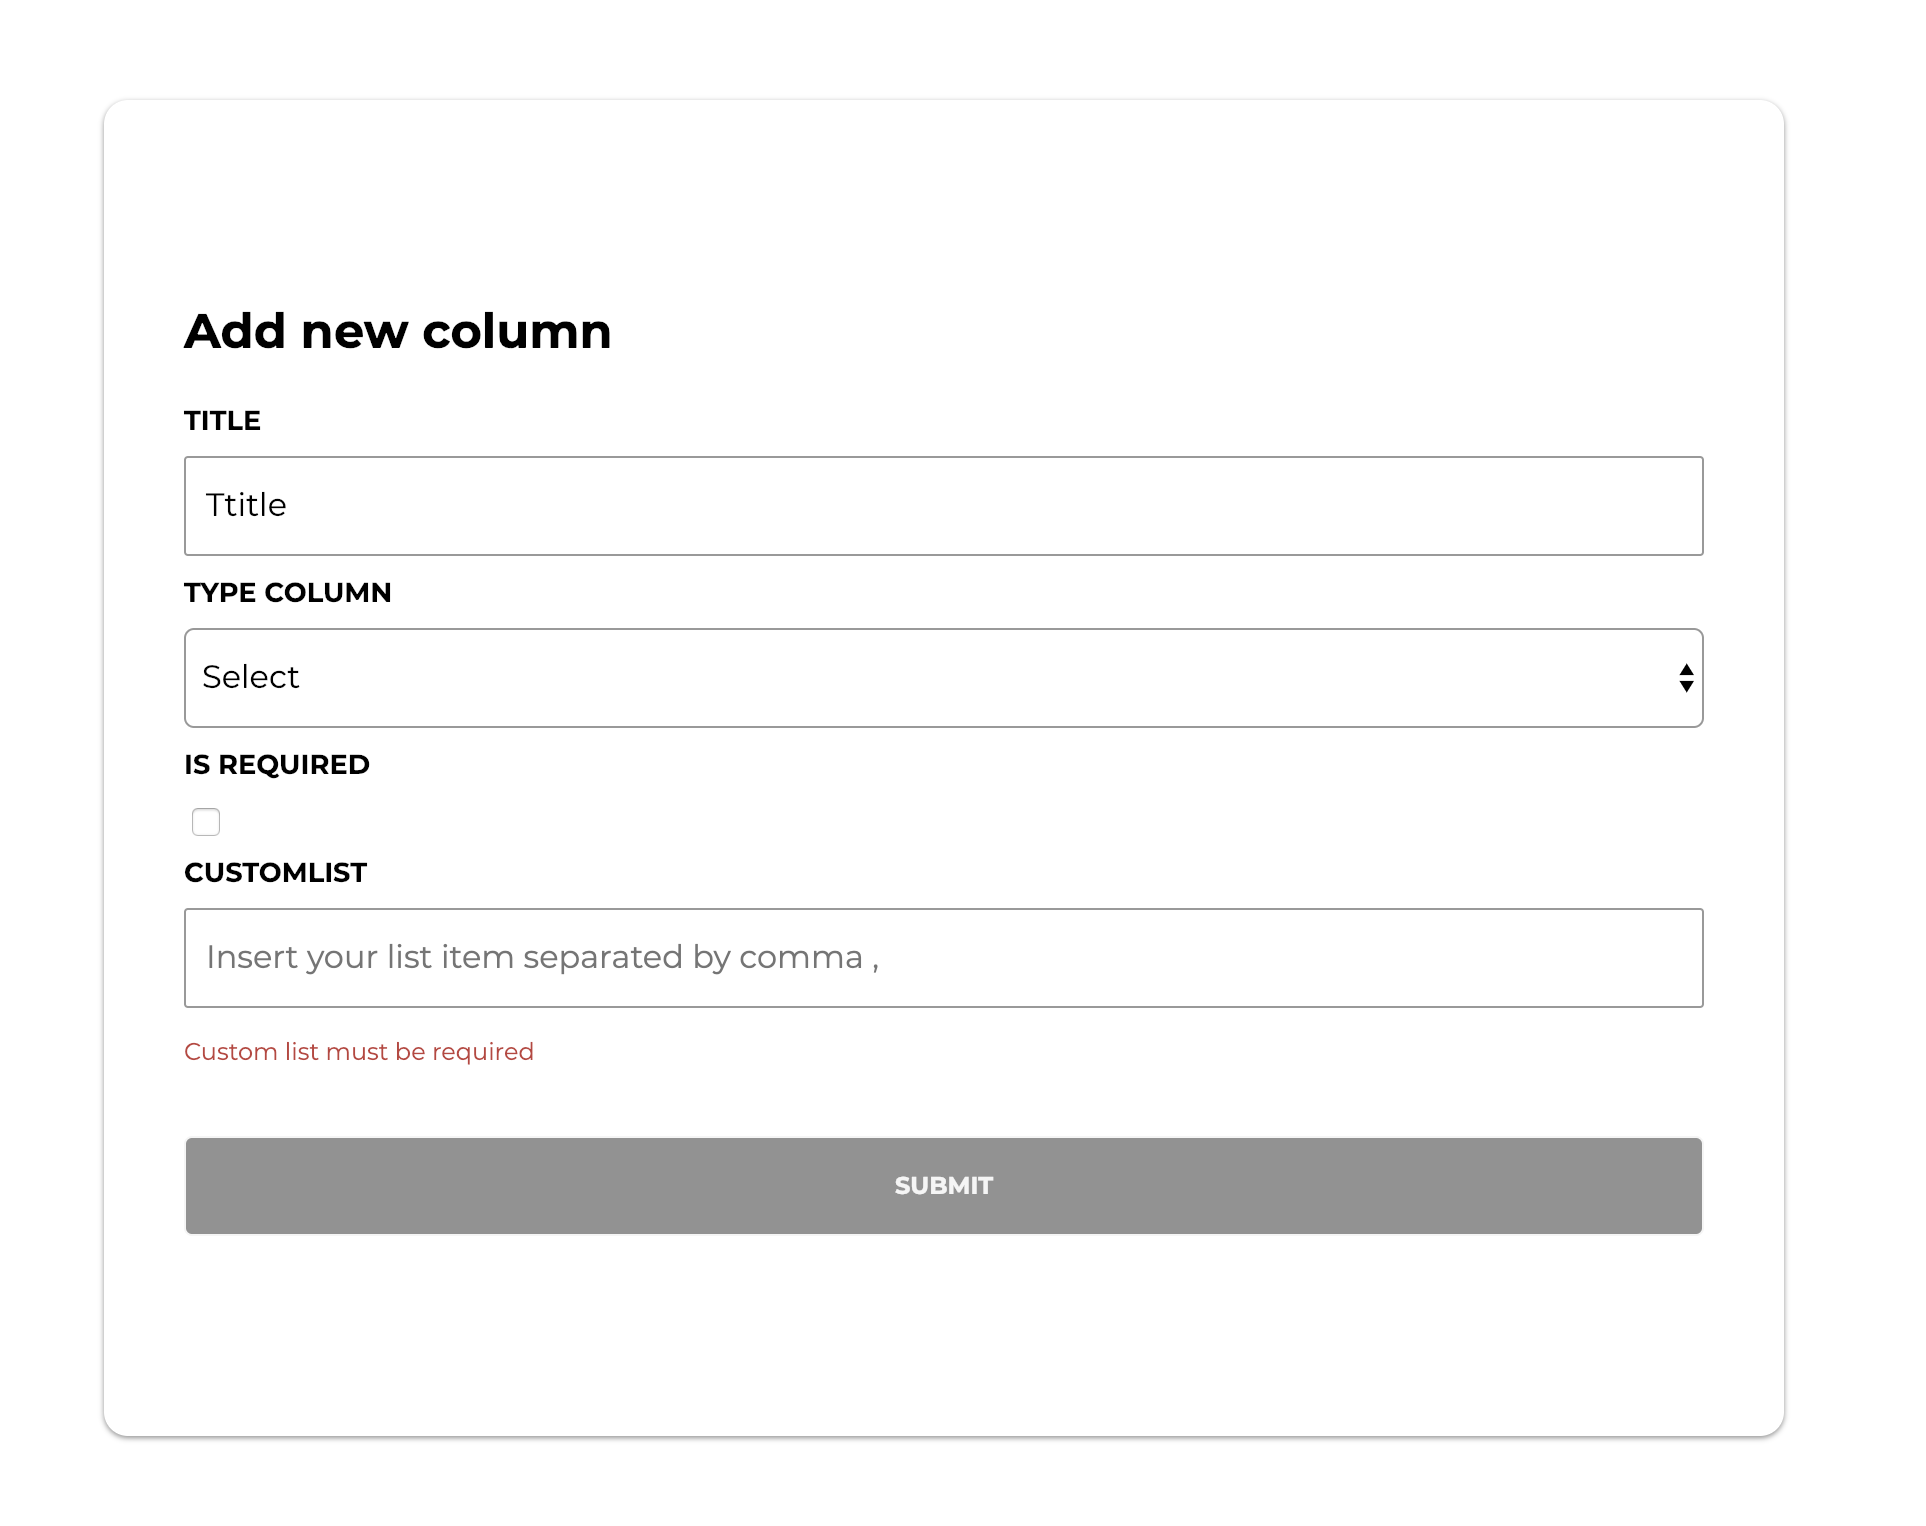 Add new column
TITLE
Ttitle
TYPE COLUMN
Select
IS REQUIRED
CUSTOMLIST
Insert your list item separated by comma ,
Custom list must be required
SUBMIT